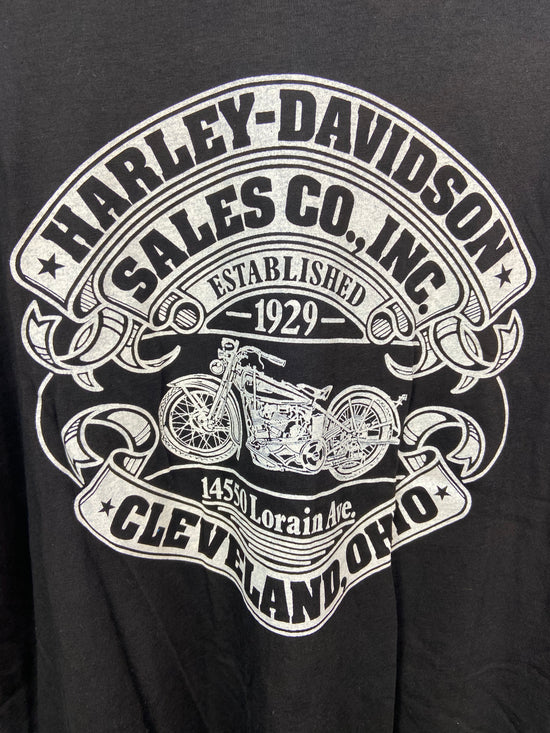 HARLEY-DAVIDSON
SALES CO., INC.
ESTABLISHED
-1929-
14550 Lorain Ave.
CLEVELAND, OHIO